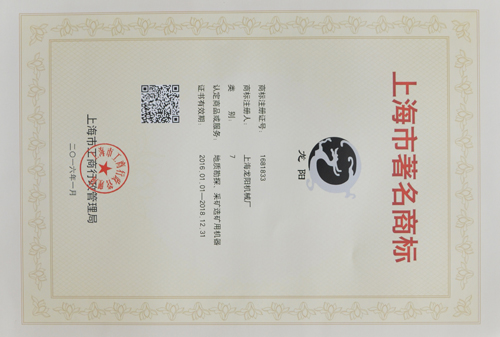 上海市著名商标
龙阳
商标注册证号： 1681833
商标注册人： 上海龙阳机械厂
类 别： 7
认定商品或服务： 地质勘探、采矿选矿用机器
证书有效期： 2016.01.01—2018.12.31
上海市工商行政管理局
二〇一六年一月